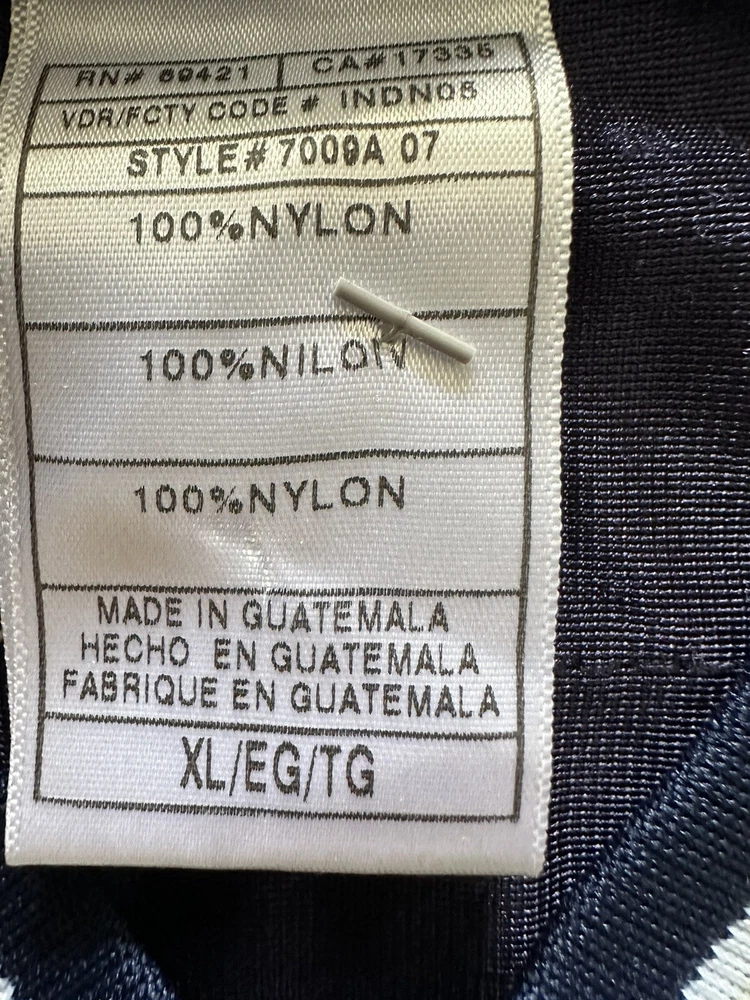 RN# 69421 CA# 17335
VDR/FCTY CODE # INDN05
STYLE# 7009A 07
100%NYLON
100%NILON
100%NYLON
MADE IN GUATEMALA
HECHO EN GUATEMALA
FABRIQUE EN GUATEMALA
XL/EG/TG